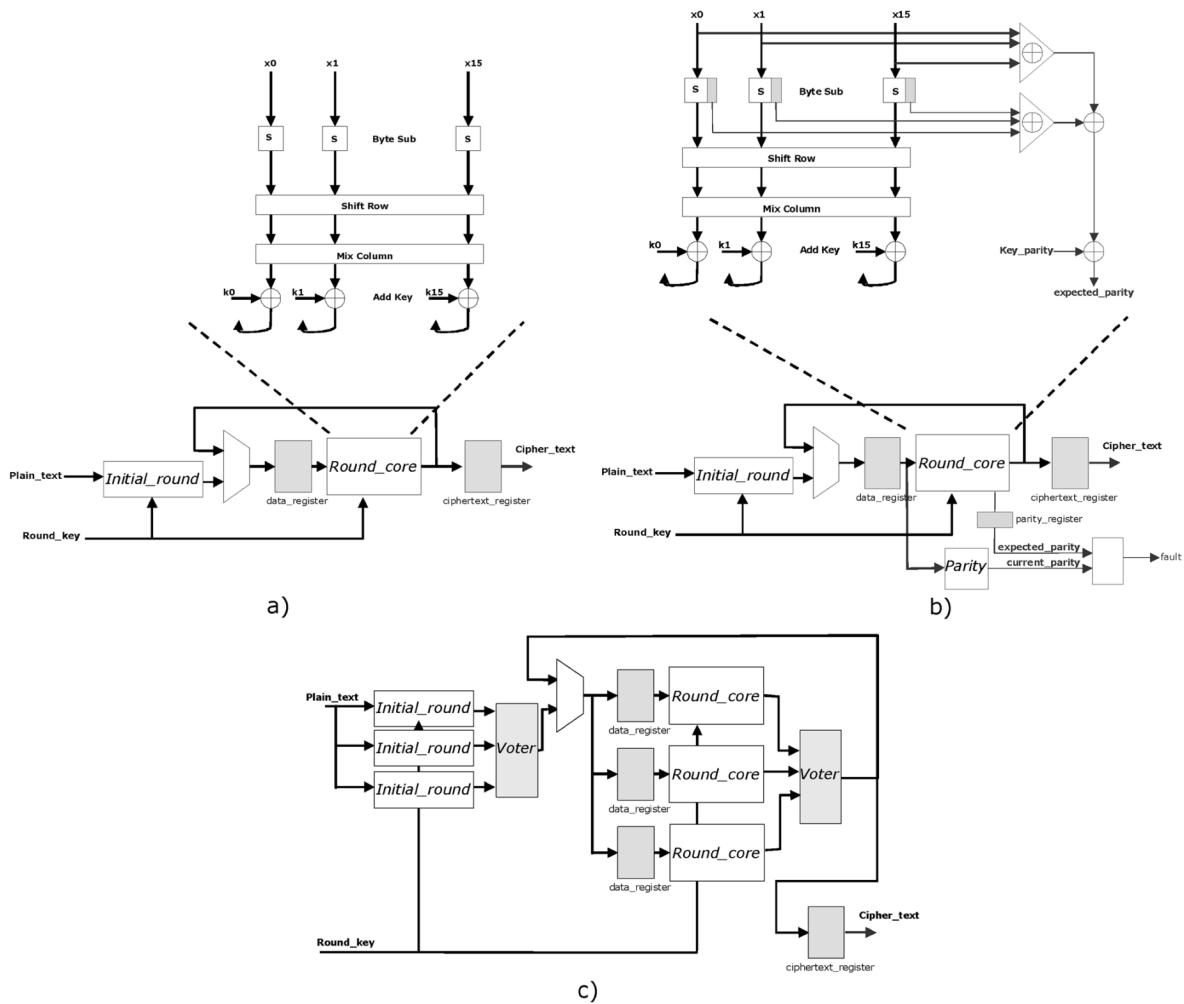 x0 x1 x15
S S S Byte Sub
Shift Row
Mix Column
k0 k1 Add Key k15
Plain_text
Initial_round
data_register
Round_core
Cipher_text
ciphertext_register
Round_key
a)
x0 x1 x15
S S Byte Sub S
Shift Row
Mix Column
k0 k1 Add Key k15
Key_parity
expected_parity
Plain_text
Initial_round
data_register
Round_core
Cipher_text
ciphertext_register
Round_key
parity_register
expected_parity
Parity
current_parity
fault
b)
Plain_text
Initial_round
Initial_round
Initial_round
Voter
data_register
Round_core
data_register
Round_core
data_register
Round_core
Voter
Cipher_text
ciphertext_register
Round_key
c)